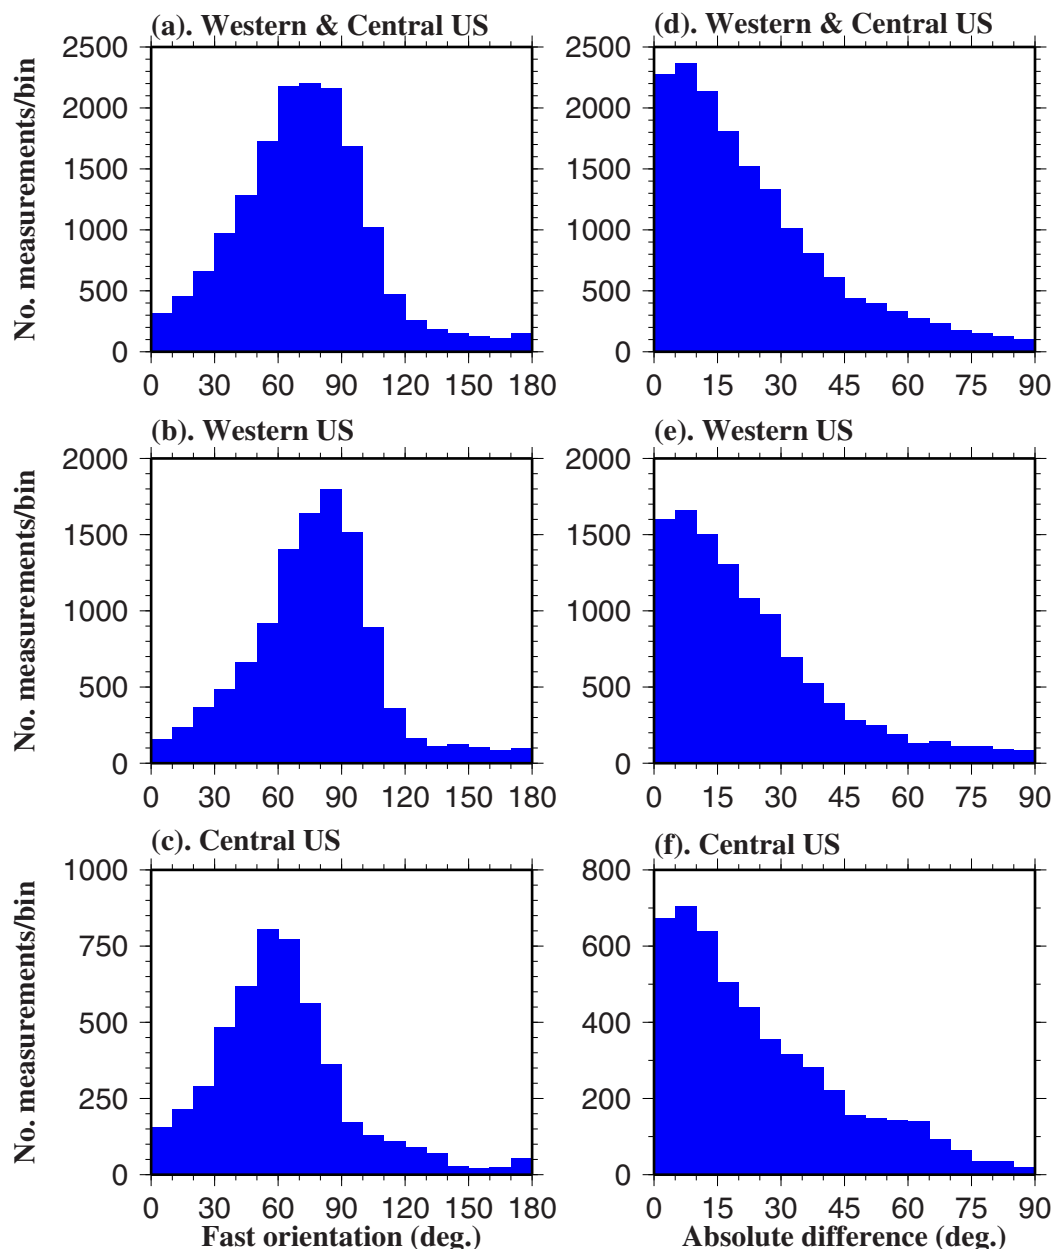 (a). Western & Central US
(d). Western & Central US
No. measurements/bin
2500
2000
1500
1000
500
0
0 30 60 90 120 150 180
2500
2000
1500
1000
500
0
0 15 30 45 60 75 90
(b). Western US
(e). Western US
No. measurements/bin
2000
1500
1000
500
0
0 30 60 90 120 150 180
2000
1500
1000
500
0
0 15 30 45 60 75 90
(c). Central US
(f). Central US
No. measurements/bin
1000
750
500
250
0
0 30 60 90 120 150 180
Fast orientation (deg.)
800
600
400
200
0
0 15 30 45 60 75 90
Absolute difference (deg.)